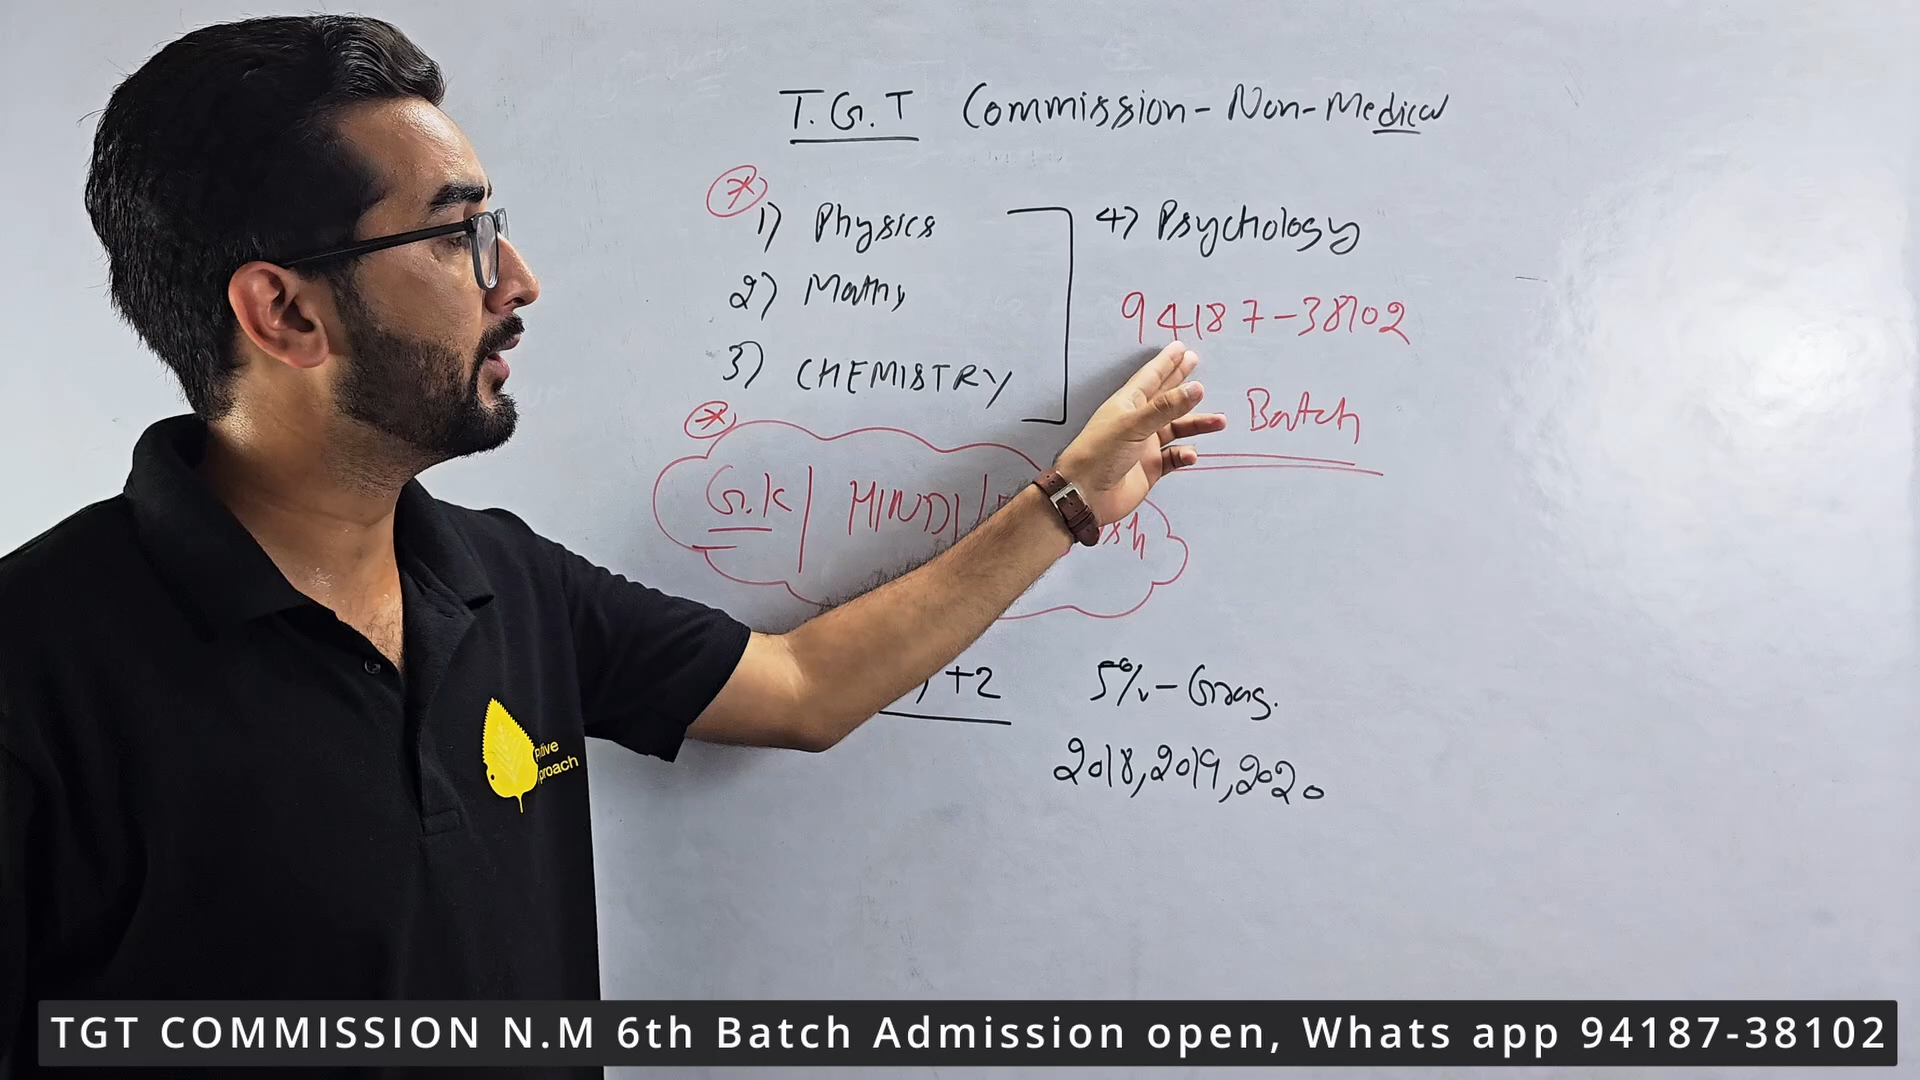 T.G.T Commission - Non-Medical
1) Physics
2) Maths
3) CHEMISTRY
4) Psychology
94187-38102
Batch
G.K | HINDI |
, +2
5% -
2018, 2019, 2020
TGT COMMISSION N.M 6th Batch Admission open, Whats app 94187-38102